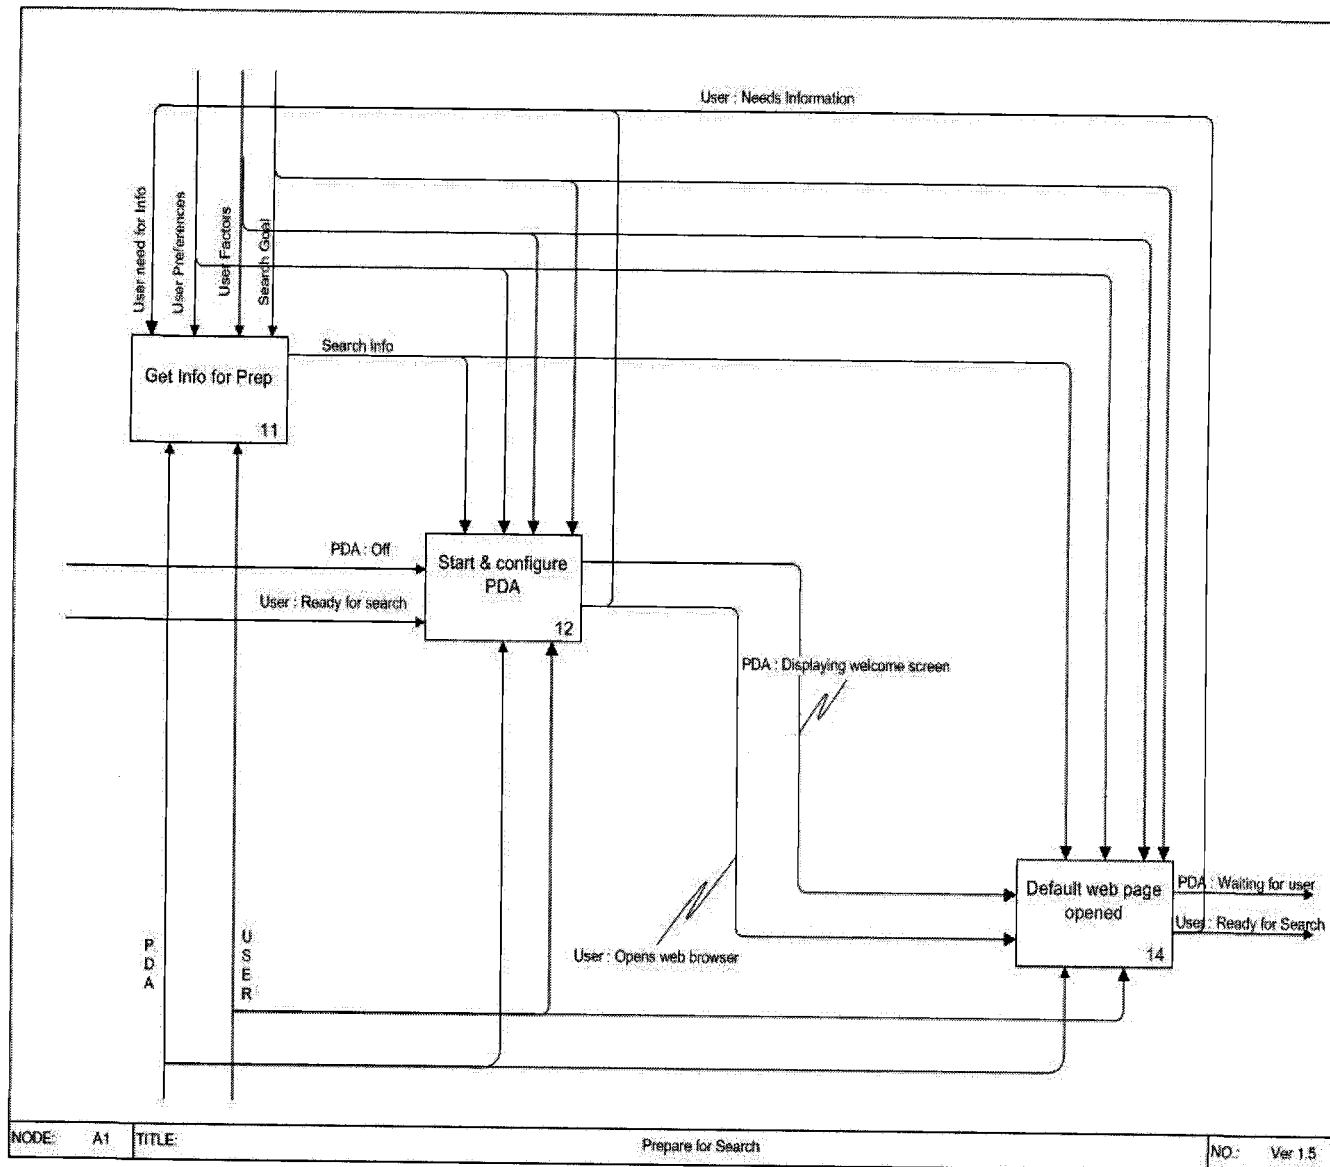 User : Needs Information
User need for Info
User Preferences
User Factors
Search Goal
Search Info
Get Info for Prep
11
PDA : Off
User : Ready for search
Start & configure
PDA
12
PDA : Displaying welcome screen
User : Opens web browser
Default web page
opened
14
PDA : Waiting for user
User : Ready for Search
PDA
USER
NODE: A1 TITLE: Prepare for Search NO.: Ver 1.5